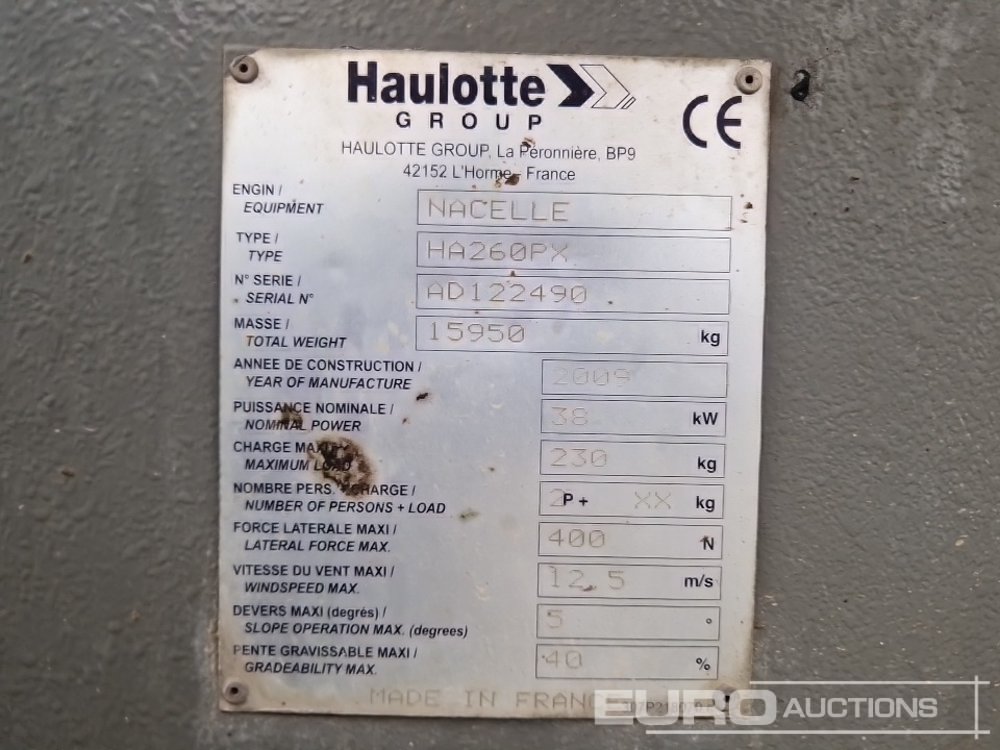 Haulotte
GROUP
CE
HAULOTTE GROUP, La Péronnière, BP9
42152 L'Horme - France
ENGIN / NACELLE
EQUIPMENT
TYPE / HA260PX
TYPE
N° SERIE / AD122490
SERIAL N°
MASSE / 15950 kg
TOTAL WEIGHT
ANNEE DE CONSTRUCTION / 2009
YEAR OF MANUFACTURE
PUISSANCE NOMINALE / 38 kW
NOMINAL POWER
CHARGE MAXI / 230 kg
MAXIMUM LOAD
NOMBRE PERS. + CHARGE / 2P + XX kg
NUMBER OF PERSONS + LOAD
FORCE LATERALE MAXI / 400 N
LATERAL FORCE MAX.
VITESSE DU VENT MAXI / 12.5 m/s
WINDSPEED MAX.
DEVERS MAXI (degrés) / 5 °
SLOPE OPERATION MAX. (degrees)
PENTE GRAVISSABLE MAXI / 40 %
GRADEABILITY MAX.
MADE IN FRANCE
EURO AUCTIONS